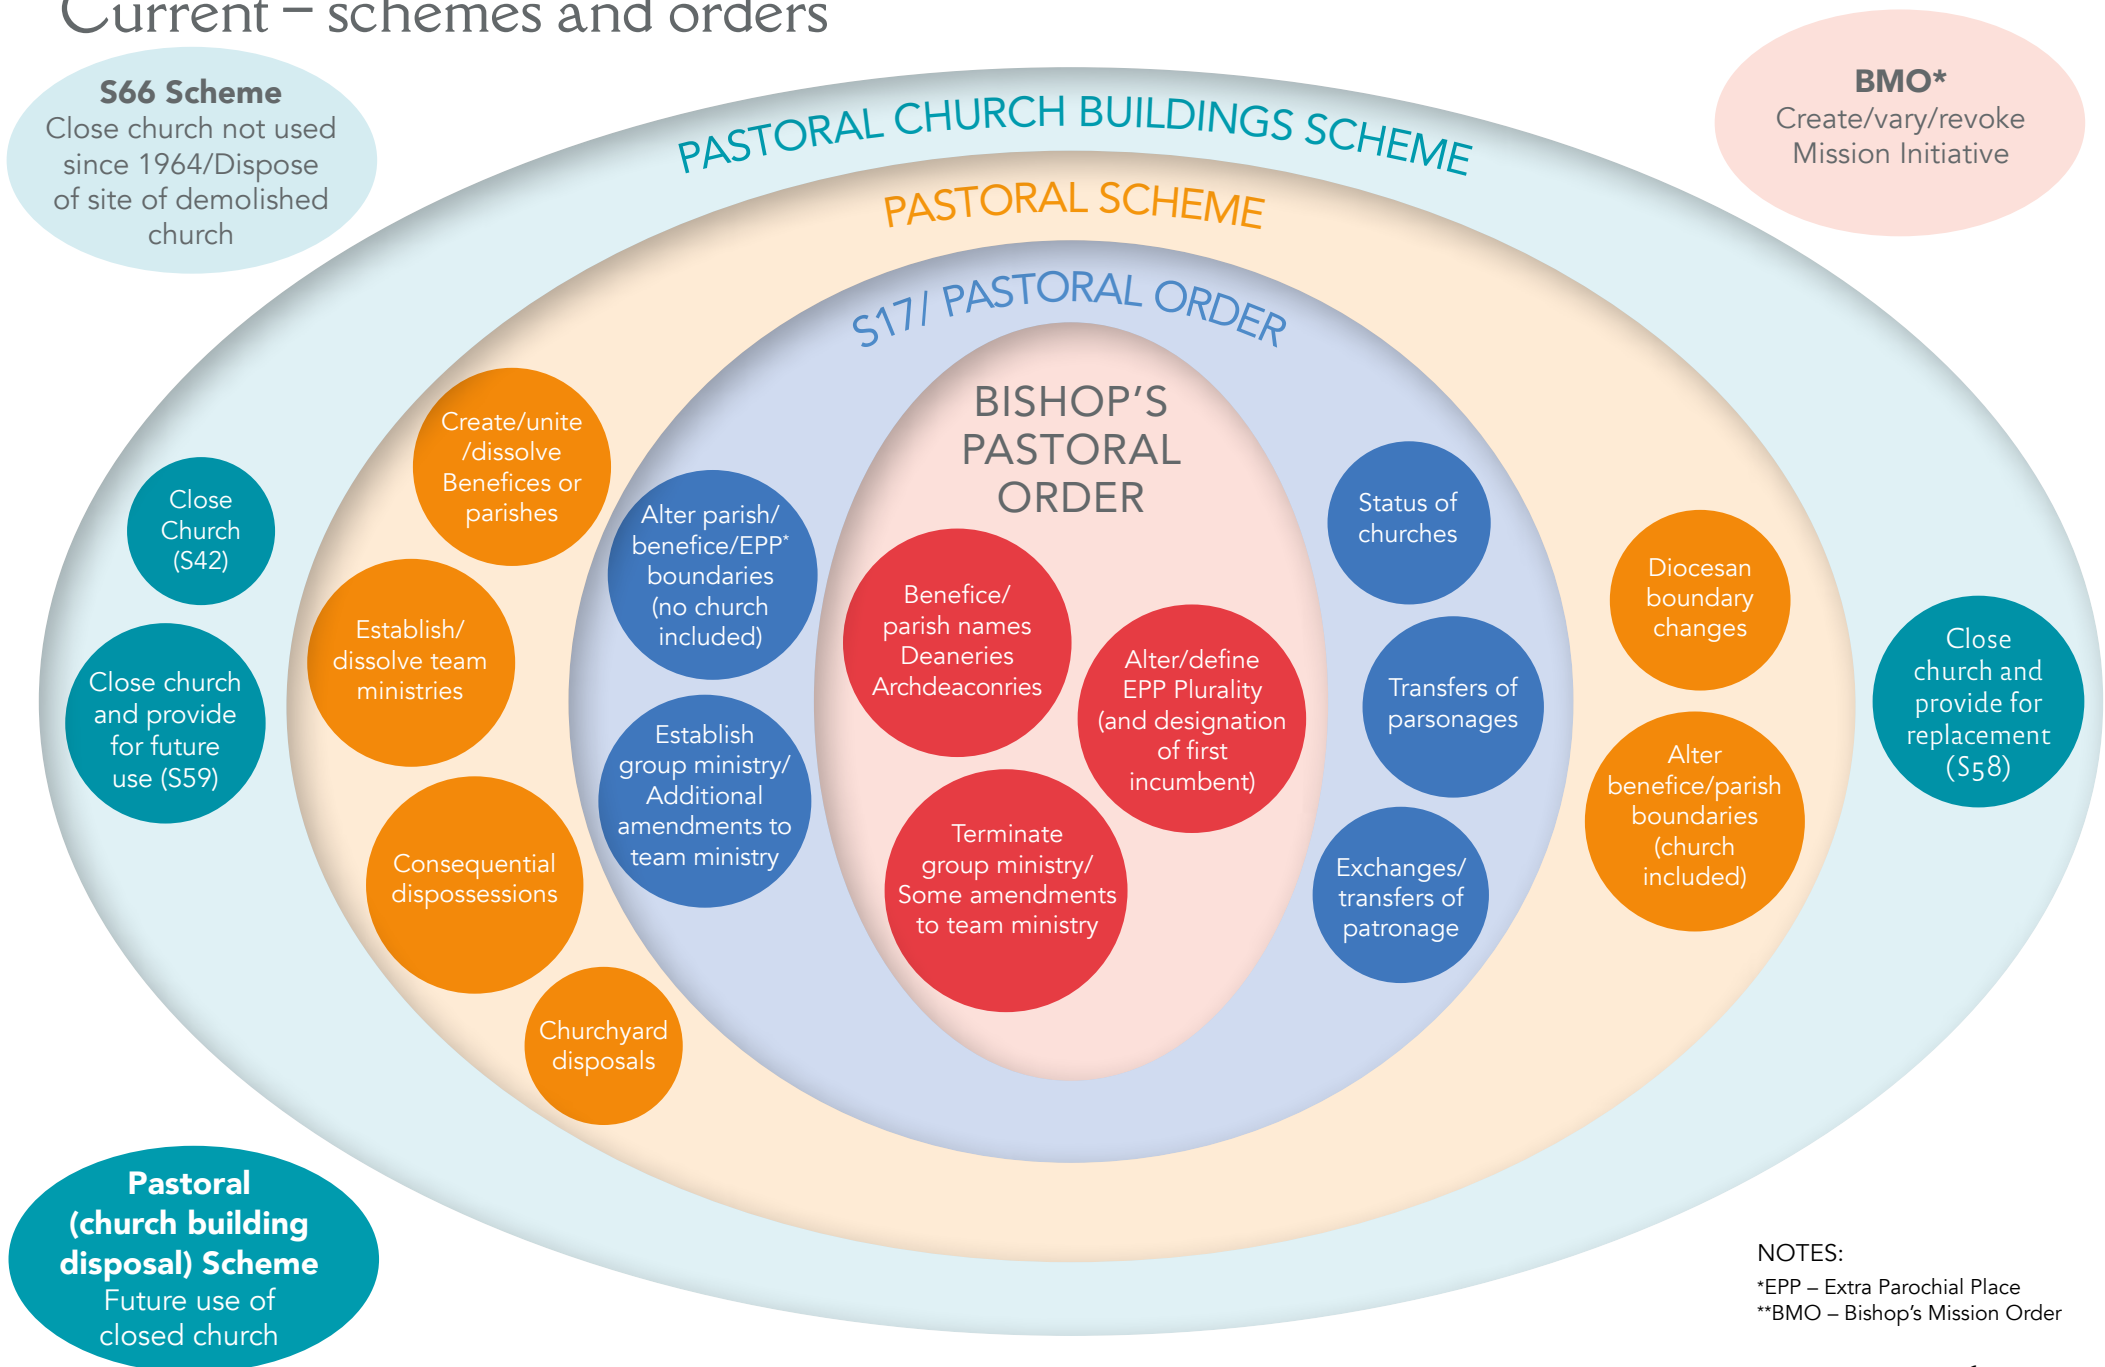 Current – schemes and orders
S66 Scheme
Close church not used
since 1964/Dispose
of site of demolished
church
BMO*
Create/vary/revoke
Mission Initiative
PASTORAL CHURCH BUILDINGS SCHEME
PASTORAL SCHEME
S17/ PASTORAL ORDER
BISHOP'S
PASTORAL
ORDER
Close
Church
(S42)
Close church
and provide
for future
use (S59)
Create/unite
/dissolve
Benefices or
parishes
Establish/
dissolve team
ministries
Consequential
dispossessions
Churchyard
disposals
Alter parish/
benefice/EPP*
boundaries
(no church
included)
Establish
group ministry/
Additional
amendments to
team ministry
Benefice/
parish names
Deaneries
Archdeaconries
Alter/define
EPP Plurality
(and designation
of first
incumbent)
Terminate
group ministry/
Some amendments
to team ministry
Status of
churches
Transfers of
parsonages
Exchanges/
transfers of
patronage
Diocesan
boundary
changes
Alter
benefice/parish
boundaries
(church
included)
Close
church and
provide for
replacement
(S58)
Pastoral
(church building
disposal) Scheme
Future use of
closed church
NOTES:
*EPP – Extra Parochial Place
**BMO – Bishop's Mission Order